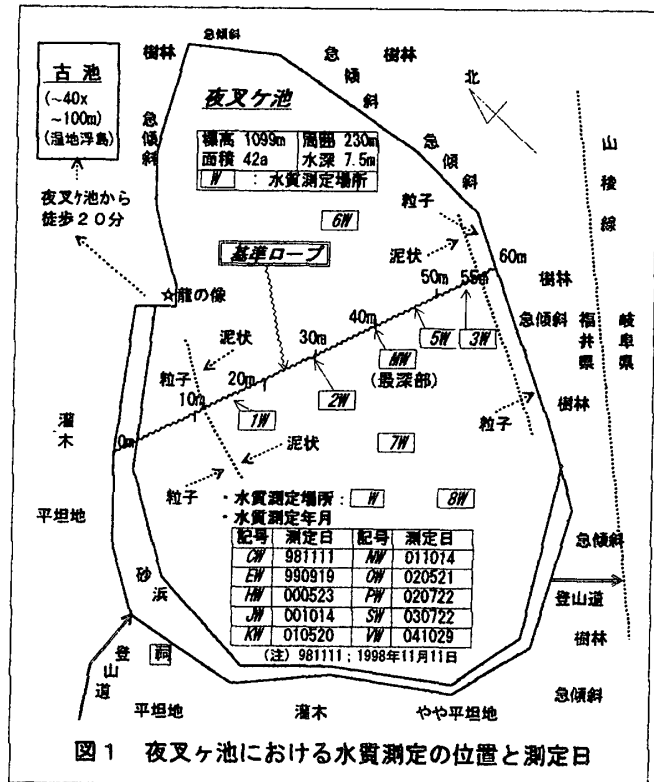 急傾斜
樹林
急傾斜
樹林
北
古池
(~40x
~100m)
(湿地浮島)
急傾斜
夜叉ケ池
標高 1099m 周囲 230m
面積 42a 水深 7.5m
W : 水質測定場所
急傾斜
山稜線
夜叉ケ池から
徒歩20分
粒子
6W
泥状
基準ロープ
60m
50m 55m
樹林
☆龍の像
40m
5W 3W
急傾斜
福井県
岐阜県
泥状
30m
MW
(最深部)
粒子
20m
2W
10m
1W
樹林
粒子
灌木
0m
泥状
7W
粒子
・水質測定場所: W
8W
・水質測定年月
平坦地
記号 測定日 記号 測定日
CW 981111 NW 011014
EW 990919 OW 020521
HW 000523 PW 020722
JW 001014 SW 030722
KW 010520 VW 041029
(注) 981111;1998年11月11日
急傾斜
砂浜
登山道
樹林
登山道
祠
急傾斜
平坦地
灌木
やや平坦地
図1 夜叉ヶ池における水質測定の位置と測定日